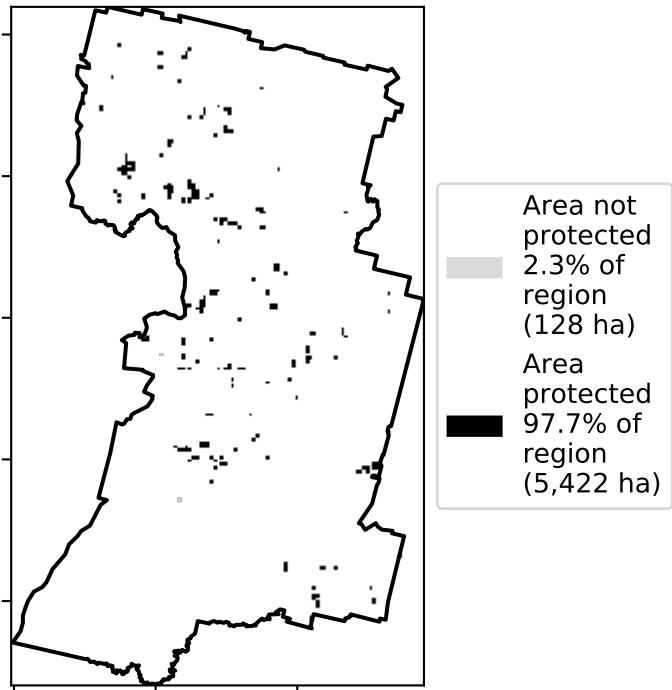 Area not
protected
2.3% of
region
(128 ha)
Area
protected
97.7% of
region
(5,422 ha)